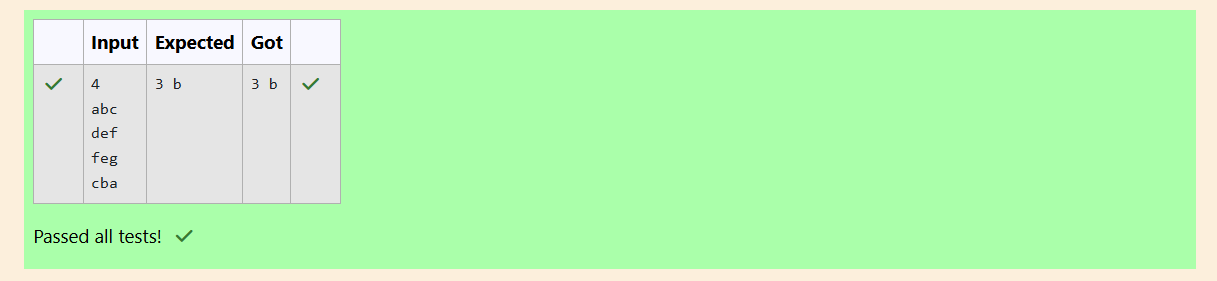 Input Expected Got
4 3 b 3 b
abc
def
feg
cba
Passed all tests!